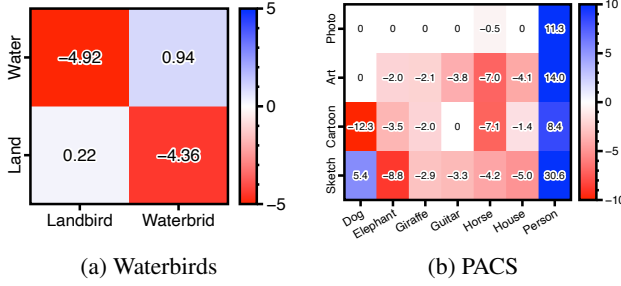 Water
Land
−4.92
0.94
0.22
−4.36
Landbird
Waterbrid
5
0
−5
(a) Waterbirds
Photo
Art
Cartoon
Sketch
0 0 0 0 −0.5 0 11.3
0 −2.0 −2.1 −3.8 −7.0 −4.1 14.0
−12.3 −3.5 −2.0 0 −7.1 −1.4 8.4
5.4 −8.8 −2.9 −3.3 −4.2 −5.0 30.6
Dog Elephant Giraffe Guitar Horse House Person
10
5
0
−5
−10
(b) PACS